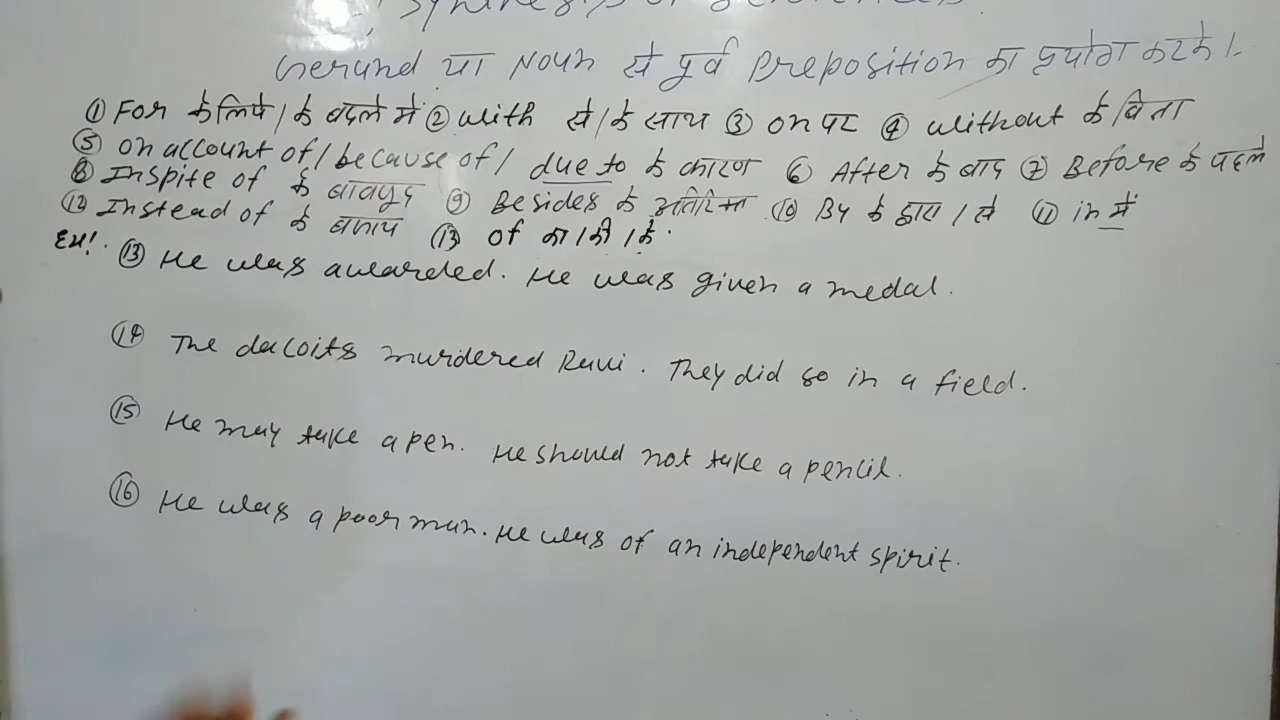 Synthesis of Sentences
Gerund या Noun से पूर्व Preposition का प्रयोग करके।
① For के लिये/के बदले में ② with से/के साथ ③ on पर ④ without के बिना
⑤ on account of/because of/due to के कारण ⑥ After के बाद ⑦ Before के पहले
⑧ Inspite of के बावजूद ⑨ Besides के अतिरिक्त ⑩ By के द्वारा/से ⑪ in में
⑫ Instead of के बजाय ⑬ of का/की/के.
Ex!. ⑬ He was awarded. He was given a medal.
⑭ The dacoits murdered Ravi. They did so in a field.
⑮ He may take a pen. He should not take a pencil.
⑯ He was a poor man. He was of an independent spirit.